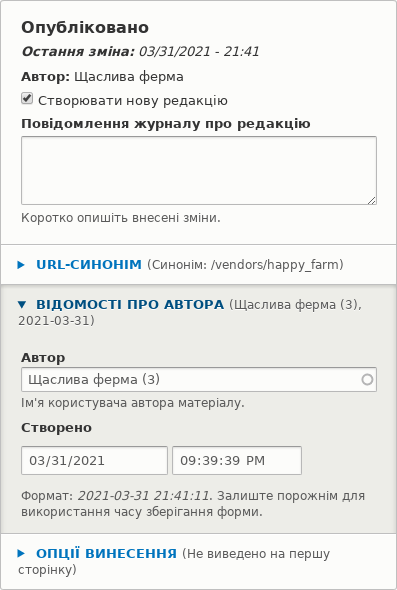 Опубліковано
Остання зміна: 03/31/2021 - 21:41
Автор: Щаслива ферма
Створювати нову редакцію
Повідомлення журналу про редакцію
Коротко опишіть внесені зміни.
URL-СИНОНІМ (Синонім: /vendors/happy_farm)
ВІДОМОСТІ ПРО АВТОРА (Щаслива ферма (3),
2021-03-31)
Автор
Щаслива ферма (3)
Ім'я користувача автора матеріалу.
Створено
03/31/2021 09:39:39 PM
Формат: 2021-03-31 21:41:11. Залиште порожнім для
використання часу зберігання форми.
ОПЦІЇ ВИНЕСЕННЯ (Не виведено на першу
сторінку)